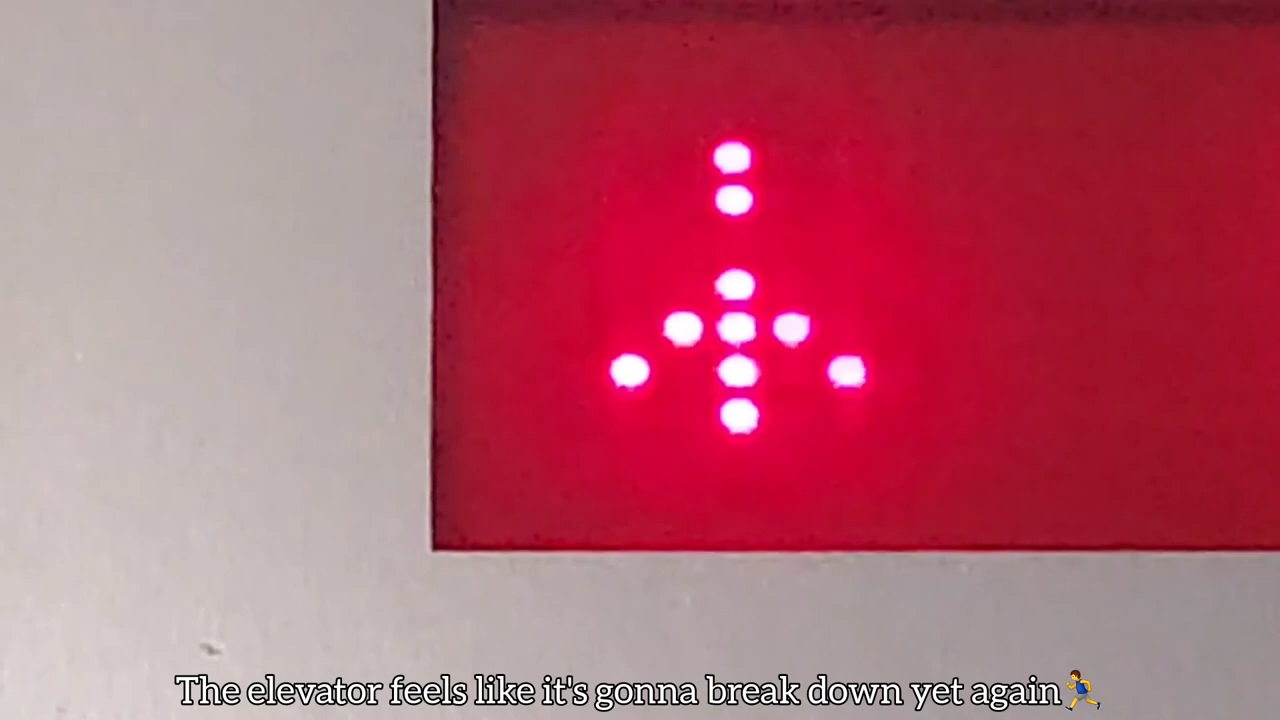 The elevator feels like it's gonna break down yet again🏃‍♂️